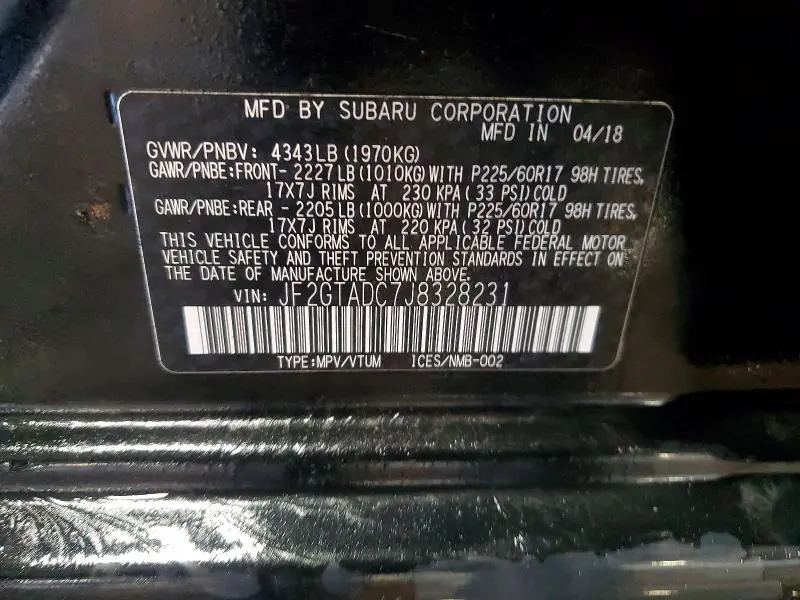 MFD BY SUBARU CORPORATION
MFD IN 04/18
GVWR/PNBV: 4343LB(1970KG)
GAWR/PNBE:FRONT- 2227LB(1010KG)WITH P225/60R17 98H TIRES,
17X7J RIMS AT 230 KPA(33 PSI)COLD
GAWR/PNBE:REAR - 2205LB(1000KG)WITH P225/60R17 98H TIRES,
17X7J RIMS AT 220 KPA(32 PSI)COLD
THIS VEHICLE CONFORMS TO ALL APPLICABLE FEDERAL MOTOR
VEHICLE SAFETY AND THEFT PREVENTION STANDARDS IN EFFECT ON
THE DATE OF MANUFACTURE SHOWN ABOVE.
VIN: JF2GTADC7J8328231
TYPE:MPV/VTUM ICES/NMB-002